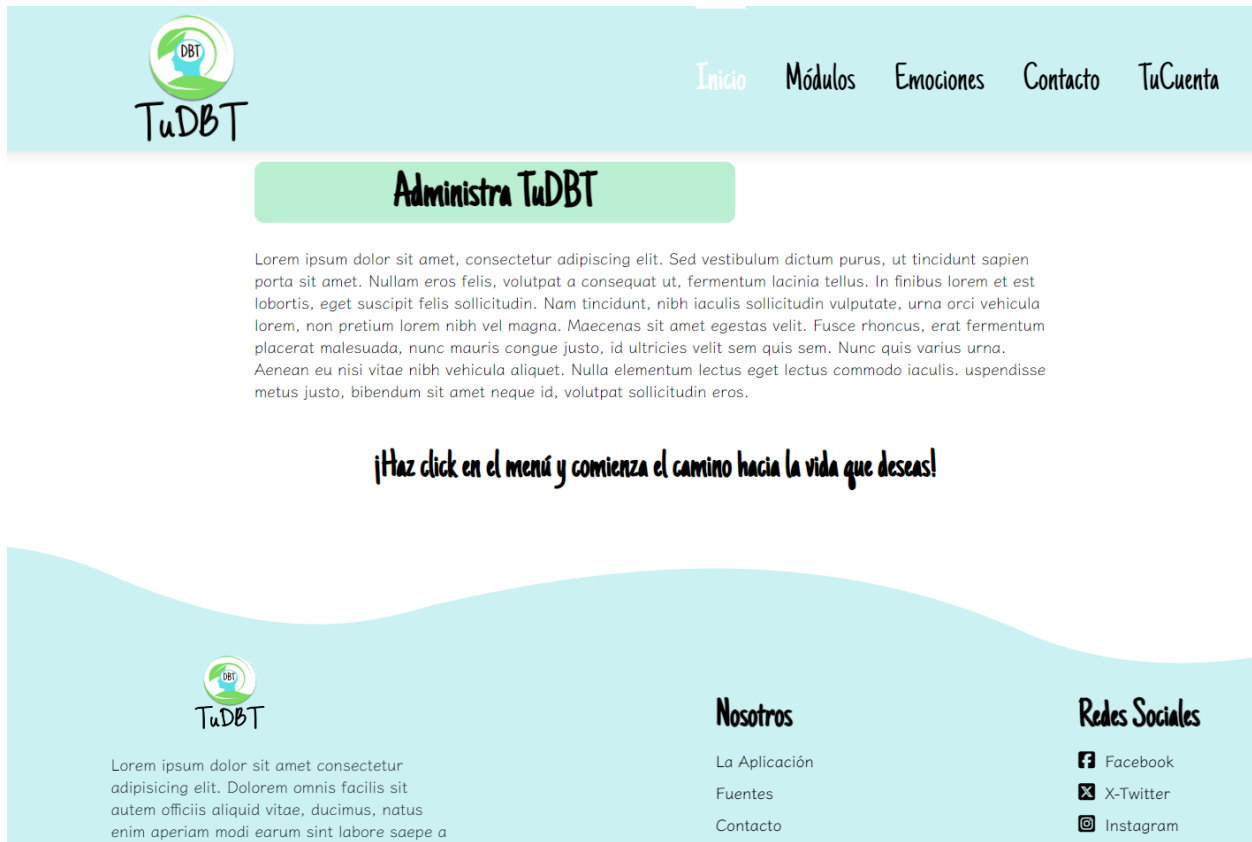 DBT
TuDBT
Inicio
Módulos
Emociones
Contacto
TuCuenta
Administra TuDBT
Lorem ipsum dolor sit amet, consectetur adipiscing elit. Sed vestibulum dictum purus, ut tincidunt sapien
porta sit amet. Nullam eros felis, volutpat a consequat ut, fermentum lacinia tellus. In finibus lorem et est
lobortis, eget suscipit felis sollicitudin. Nam tincidunt, nibh iaculis sollicitudin vulputate, urna orci vehicula
lorem, non pretium lorem nibh vel magna. Maecenas sit amet egestas velit. Fusce rhoncus, erat fermentum
placerat malesuada, nunc mauris congue justo, id ultricies velit sem quis sem. Nunc quis varius urna.
Aenean eu nisi vitae nibh vehicula aliquet. Nulla elementum lectus eget lectus commodo iaculis. uspendisse
metus justo, bibendum sit amet neque id, volutpat sollicitudin eros.
¡Haz click en el menú y comienza el camino hacia la vida que deseas!
DBT
TuDBT
Lorem ipsum dolor sit amet consectetur
adipisicing elit. Dolorem omnis facilis sit
autem officiis aliquid vitae, ducimus, natus
enim aperiam modi earum sint labore saepe a
Nosotros
La Aplicación
Fuentes
Contacto
Redes Sociales
Facebook
X-Twitter
Instagram